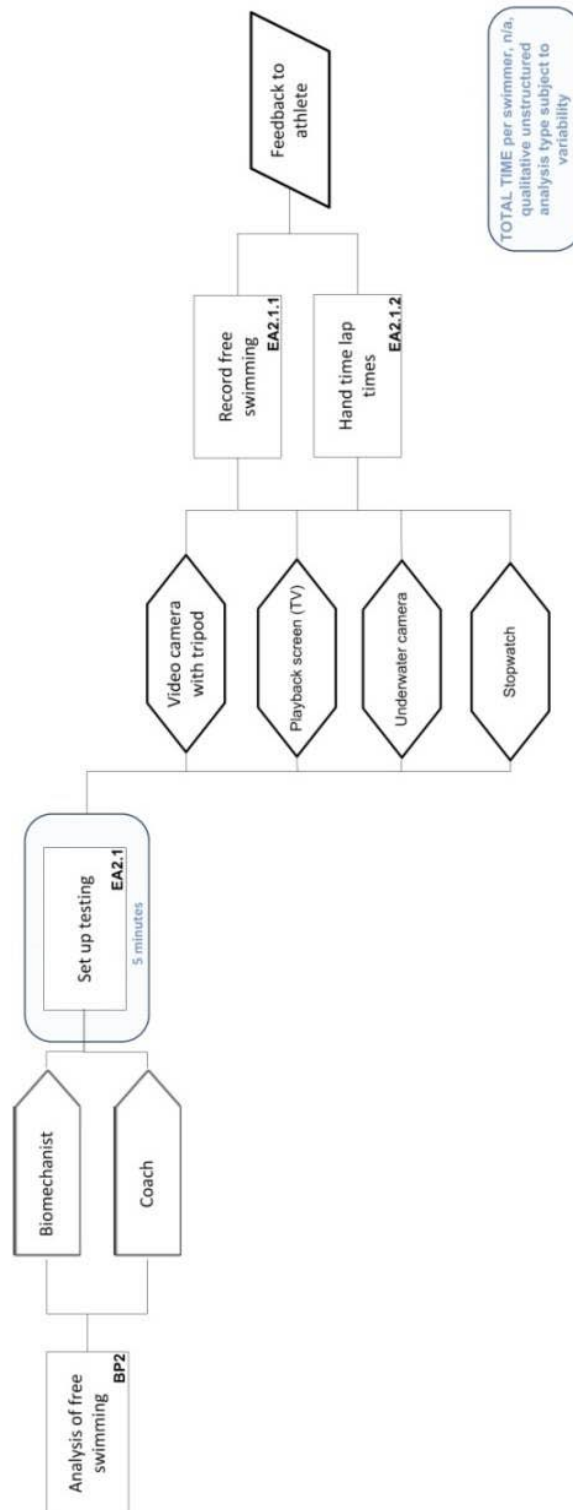 Analysis of free
swimming
BP2
Biomechanist
Coach
Set up testing
EA2.1
5 minutes
Video camera
with tripod
Playback screen (TV)
Underwater camera
Stopwatch
Record free
swimming
EA2.1.1
Hand time lap
times
EA2.1.2
Feedback to
athlete
TOTAL TIME per swimmer, n/a,
qualitative unstructured
analysis type subject to
variability